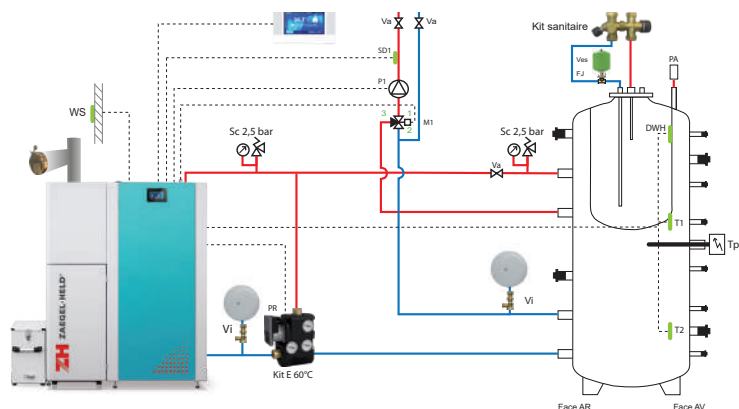 Va
Va
Kit sanitaire
SD1
Ves
FJ
PA
P1
WS
3
1
M1
2
DWH
Sc 2,5 bar
Va
Sc 2,5 bar
T1
Tp
PR
Vi
Vi
ZH ZAEGEL-HELD
T2
Kit E 60°C
Face AR
Face AV